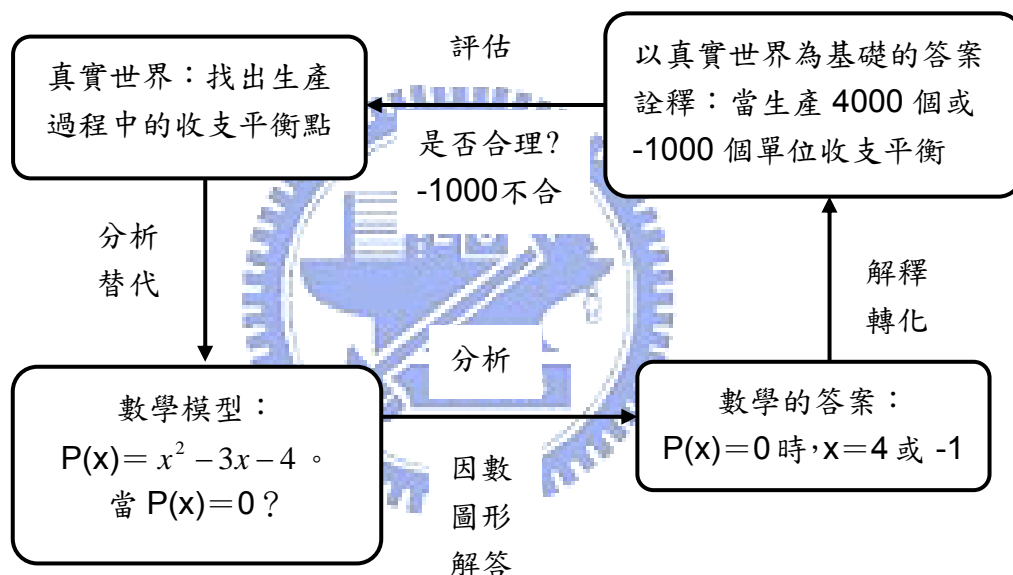 真實世界：找出生產
過程中的收支平衡點
評估
是否合理?
-1000不合
以真實世界為基礎的答案
詮釋：當生產 4000 個或
-1000 個單位收支平衡
分析
替代
解釋
轉化
數學模型：
P(x)＝x² − 3x − 4 。
當 P(x)＝0？
分析
因數
圖形
解答
數學的答案：
P(x)＝0 時，x＝4 或 -1